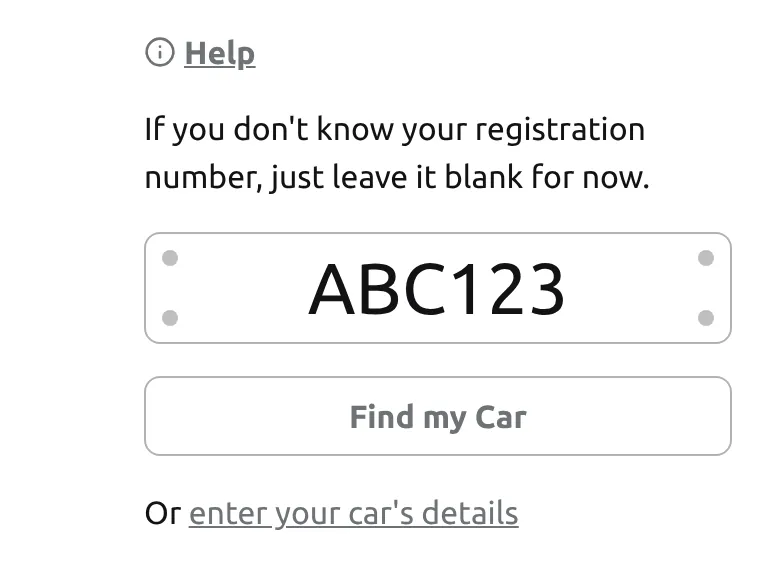 Help
If you don't know your registration
number, just leave it blank for now.
ABC123
Find my Car
Or enter your car's details